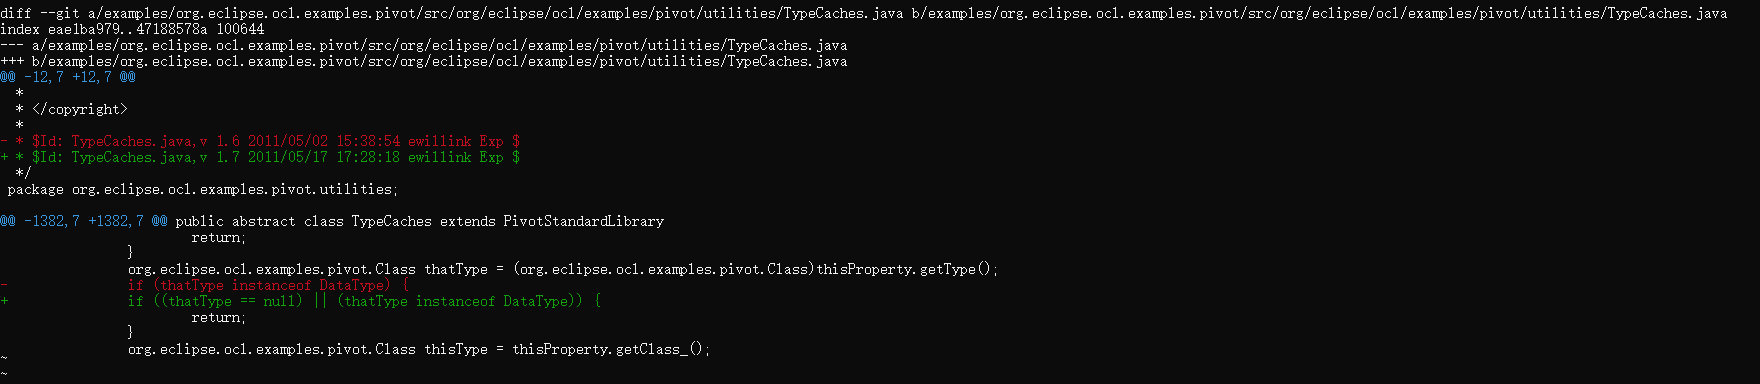 diff --git a/examples/org.eclipse.ocl.examples.pivot/src/org/eclipse/ocl/examples/pivot/utilities/TypeCaches.java b/examples/org.eclipse.ocl.examples.pivot/src/org/eclipse/ocl/examples/pivot/utilities/TypeCaches.java
index eae1ba979..47188578a 100644
--- a/examples/org.eclipse.ocl.examples.pivot/src/org/eclipse/ocl/examples/pivot/utilities/TypeCaches.java
+++ b/examples/org.eclipse.ocl.examples.pivot/src/org/eclipse/ocl/examples/pivot/utilities/TypeCaches.java
@@ -12,7 +12,7 @@
  *
  * </copyright>
  *
- * $Id: TypeCaches.java,v 1.6 2011/05/02 15:38:54 ewillink Exp $
+ * $Id: TypeCaches.java,v 1.7 2011/05/17 17:28:18 ewillink Exp $
  */
 package org.eclipse.ocl.examples.pivot.utilities;
@@ -1382,7 +1382,7 @@ public abstract class TypeCaches extends PivotStandardLibrary
                        return;
                }
                org.eclipse.ocl.examples.pivot.Class thatType = (org.eclipse.ocl.examples.pivot.Class)thisProperty.getType();
-               if (thatType instanceof DataType) {
+               if ((thatType == null) || (thatType instanceof DataType)) {
                        return;
                }
                org.eclipse.ocl.examples.pivot.Class thisType = thisProperty.getClass_();
~
~